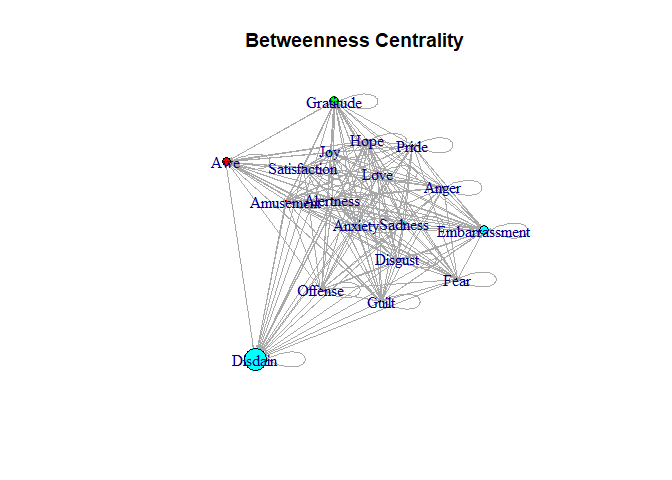 Betweenness Centrality
Gratitude
Hope
Pride
Joy
Awe
Satisfaction
Love
Anger
Amusement
Alertness
Anxiety
Sadness
Embarrassment
Disgust
Fear
Offense
Guilt
Disdain